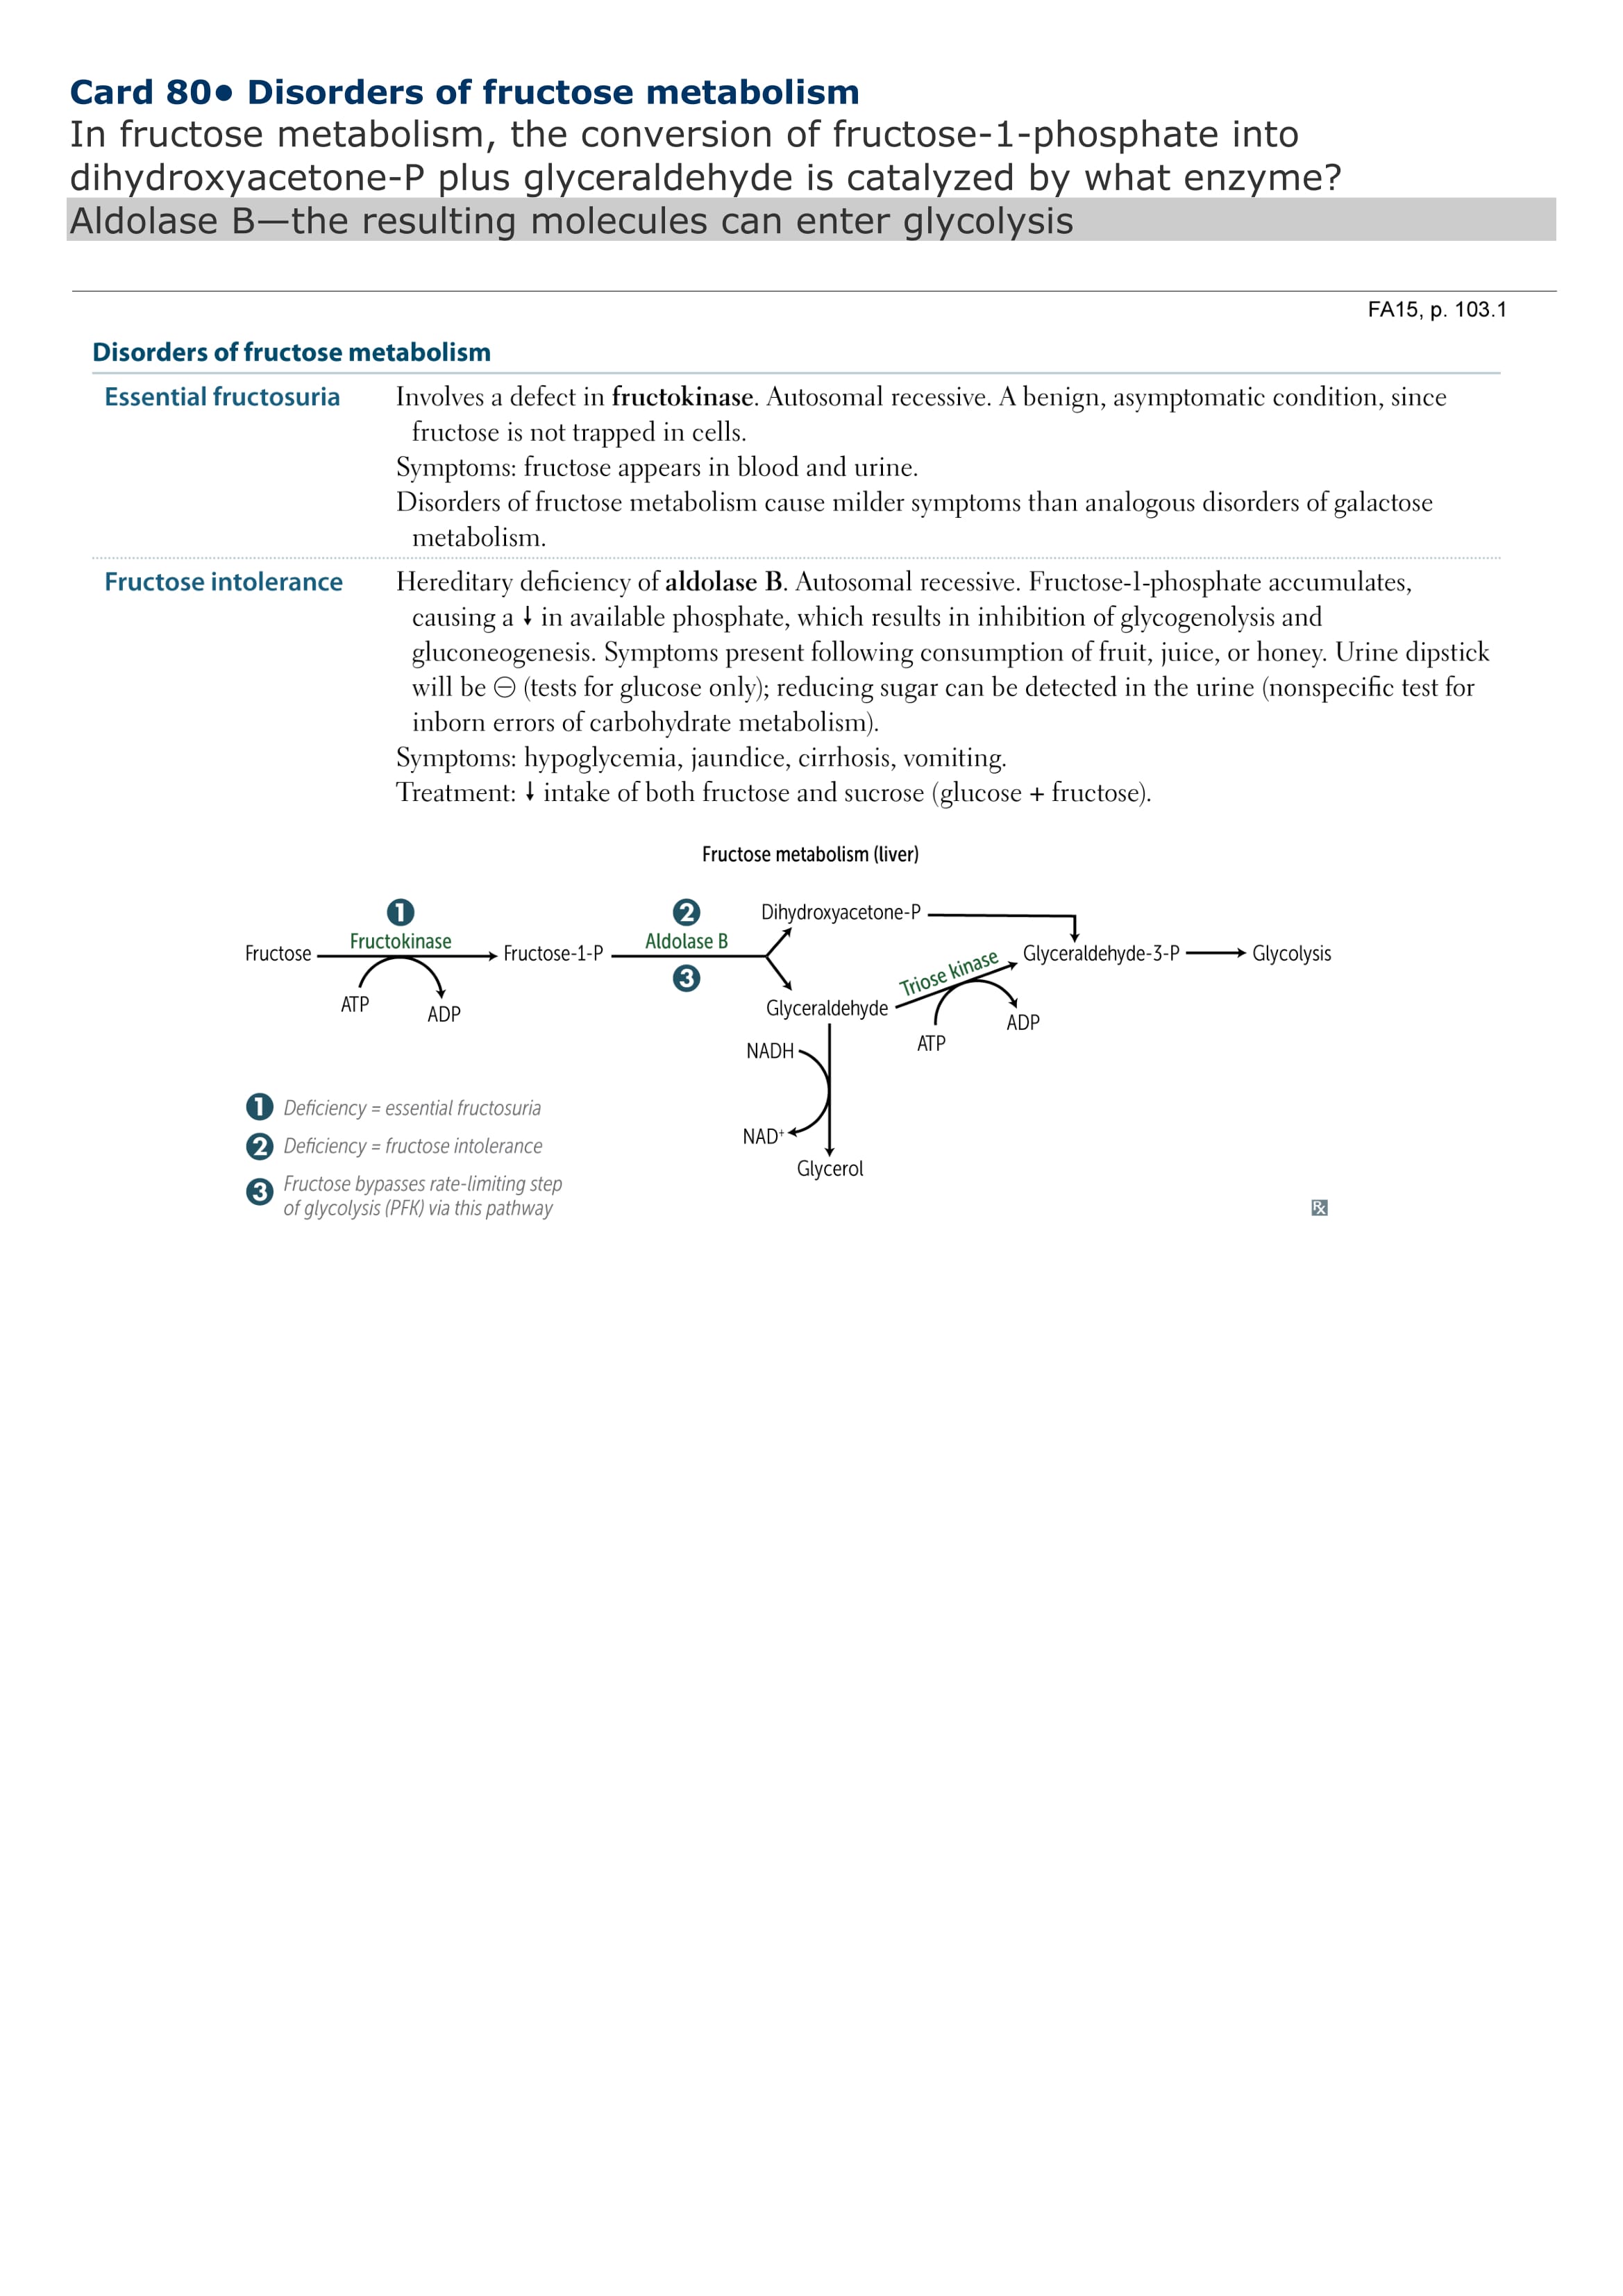 Card 80• Disorders of fructose metabolism
In fructose metabolism, the conversion of fructose-1-phosphate into
dihydroxyacetone-P plus glyceraldehyde is catalyzed by what enzyme?
Aldolase B—the resulting molecules can enter glycolysis
FA15, p. 103.1
Disorders of fructose metabolism
Essential fructosuria
Involves a defect in fructokinase. Autosomal recessive. A benign, asymptomatic condition, since
fructose is not trapped in cells.
Symptoms: fructose appears in blood and urine.
Disorders of fructose metabolism cause milder symptoms than analogous disorders of galactose
metabolism.
Fructose intolerance
Hereditary deficiency of aldolase B. Autosomal recessive. Fructose-1-phosphate accumulates,
causing a ↓ in available phosphate, which results in inhibition of glycogenolysis and
gluconeogenesis. Symptoms present following consumption of fruit, juice, or honey. Urine dipstick
will be ⊖ (tests for glucose only); reducing sugar can be detected in the urine (nonspecific test for
inborn errors of carbohydrate metabolism).
Symptoms: hypoglycemia, jaundice, cirrhosis, vomiting.
Treatment: ↓ intake of both fructose and sucrose (glucose + fructose).
Fructose metabolism (liver)
1
2
Dihydroxyacetone-P
Fructose
Fructokinase
Fructose-1-P
Aldolase B
3
Triose kinase
Glyceraldehyde-3-P
Glycolysis
ATP
ADP
Glyceraldehyde
ATP
ADP
NADH
NAD+
Glycerol
1 Deficiency = essential fructosuria
2 Deficiency = fructose intolerance
3 Fructose bypasses rate-limiting step
of glycolysis (PFK) via this pathway
Rx